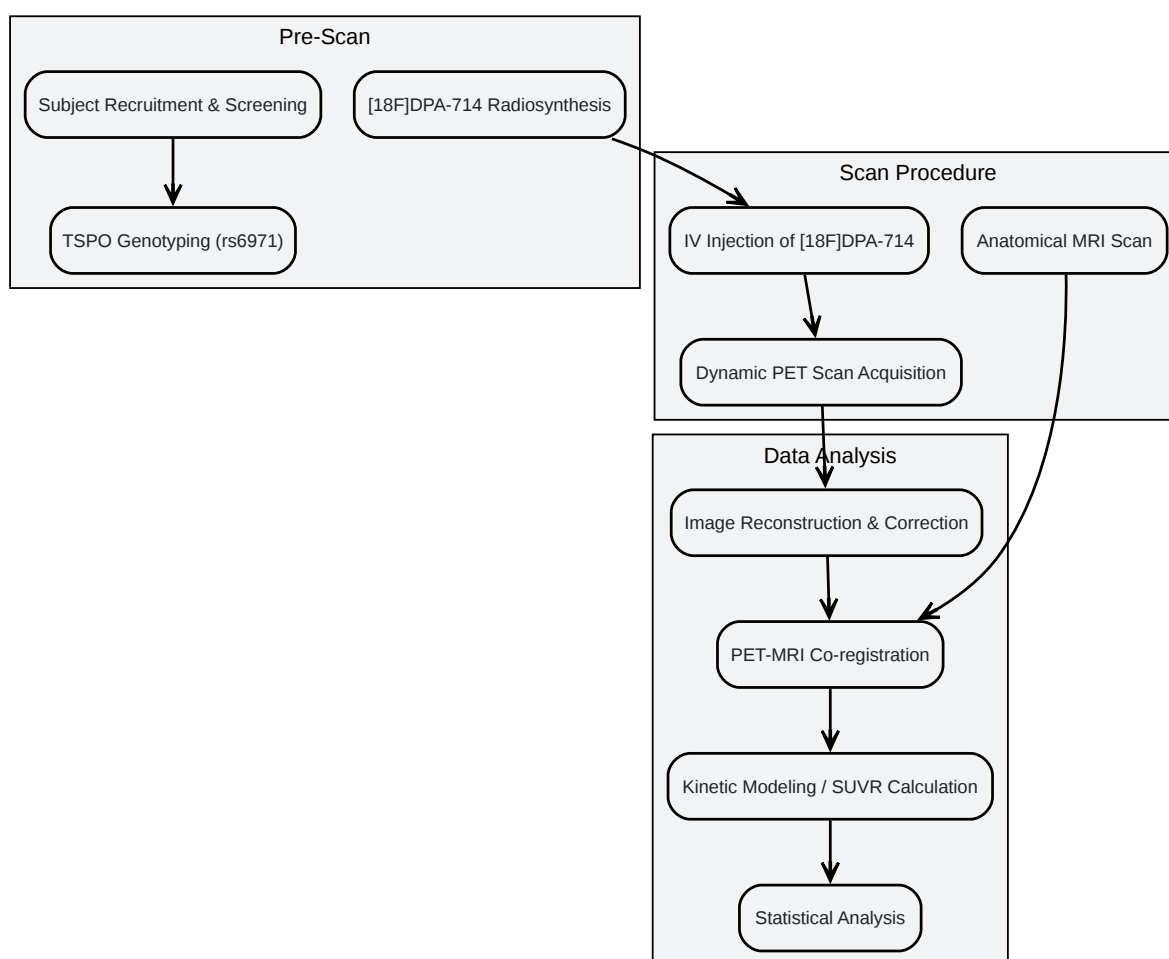 Pre-Scan
Subject Recruitment & Screening
[18F]DPA-714 Radiosynthesis
TSPO Genotyping (rs6971)
Scan Procedure
IV Injection of [18F]DPA-714
Anatomical MRI Scan
Dynamic PET Scan Acquisition
Data Analysis
Image Reconstruction & Correction
PET-MRI Co-registration
Kinetic Modeling / SUVR Calculation
Statistical Analysis